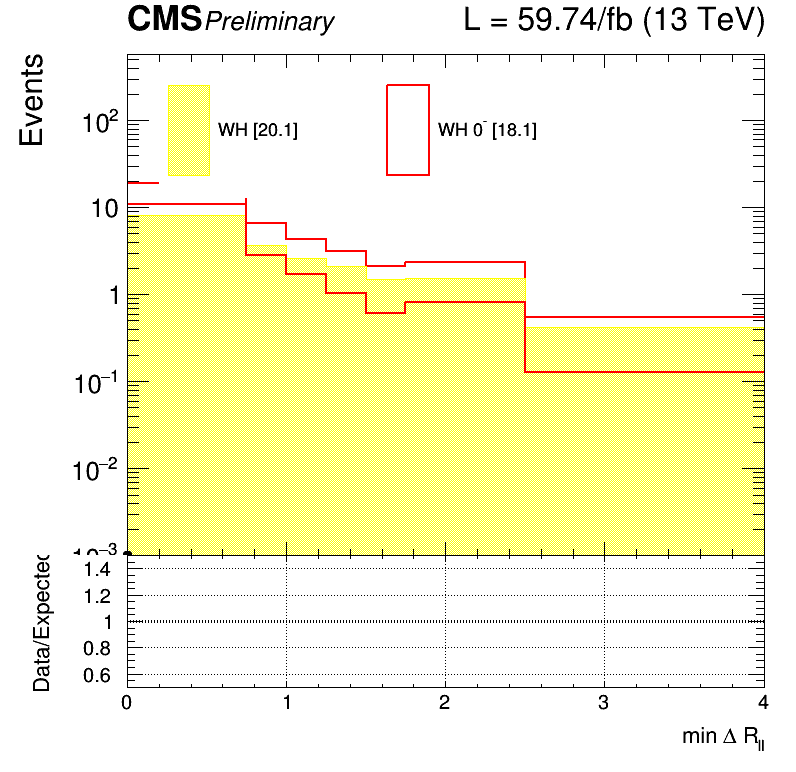 CMS Preliminary L = 59.74/fb (13 TeV)
Events
WH [20.1]
WH 0⁻ [18.1]
10²
10
1
10⁻¹
10⁻²
10⁻³
Data/Expected
1.4
1.2
1
0.8
0.6
0 1 2 3 4
min Δ R_ll